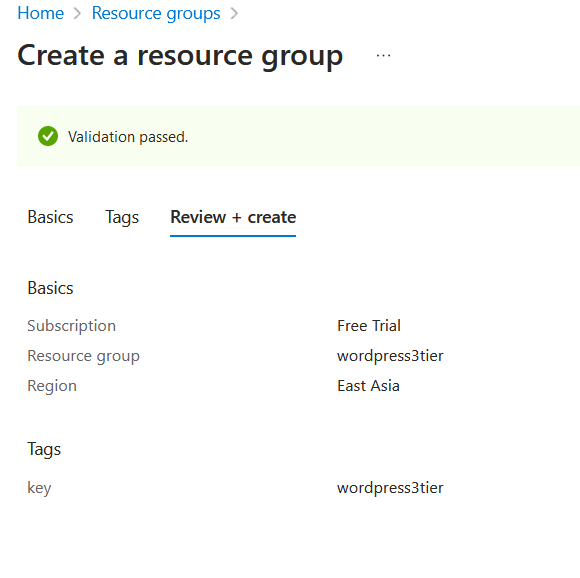 Home > Resource groups >
Create a resource group ...
Validation passed.
Basics Tags Review + create
Basics
Subscription Free Trial
Resource group wordpress3tier
Region East Asia
Tags
key wordpress3tier